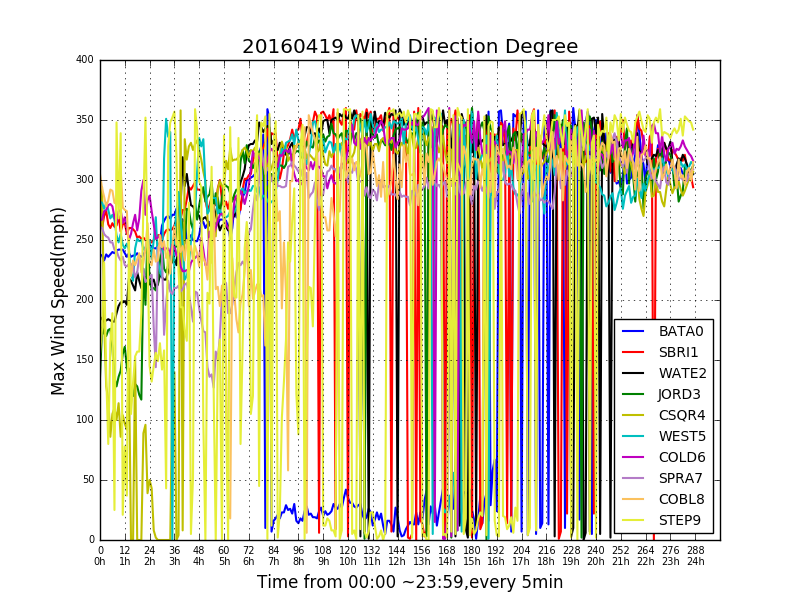 20160419 Wind Direction Degree
Max Wind Speed(mph)
400
350
300
250
200
150
100
50
0
BATA0
SBRI1
WATE2
JORD3
CSQR4
WEST5
COLD6
SPRA7
COBL8
STEP9
0 12 24 36 48 60 72 84 96 108 120 132 144 156 168 180 192 204 216 228 240 252 264 276 288
0h 1h 2h 3h 4h 5h 6h 7h 8h 9h 10h 11h 12h 13h 14h 15h 16h 17h 18h 19h 20h 21h 22h 23h 24h
Time from 00:00 ~23:59,every 5min